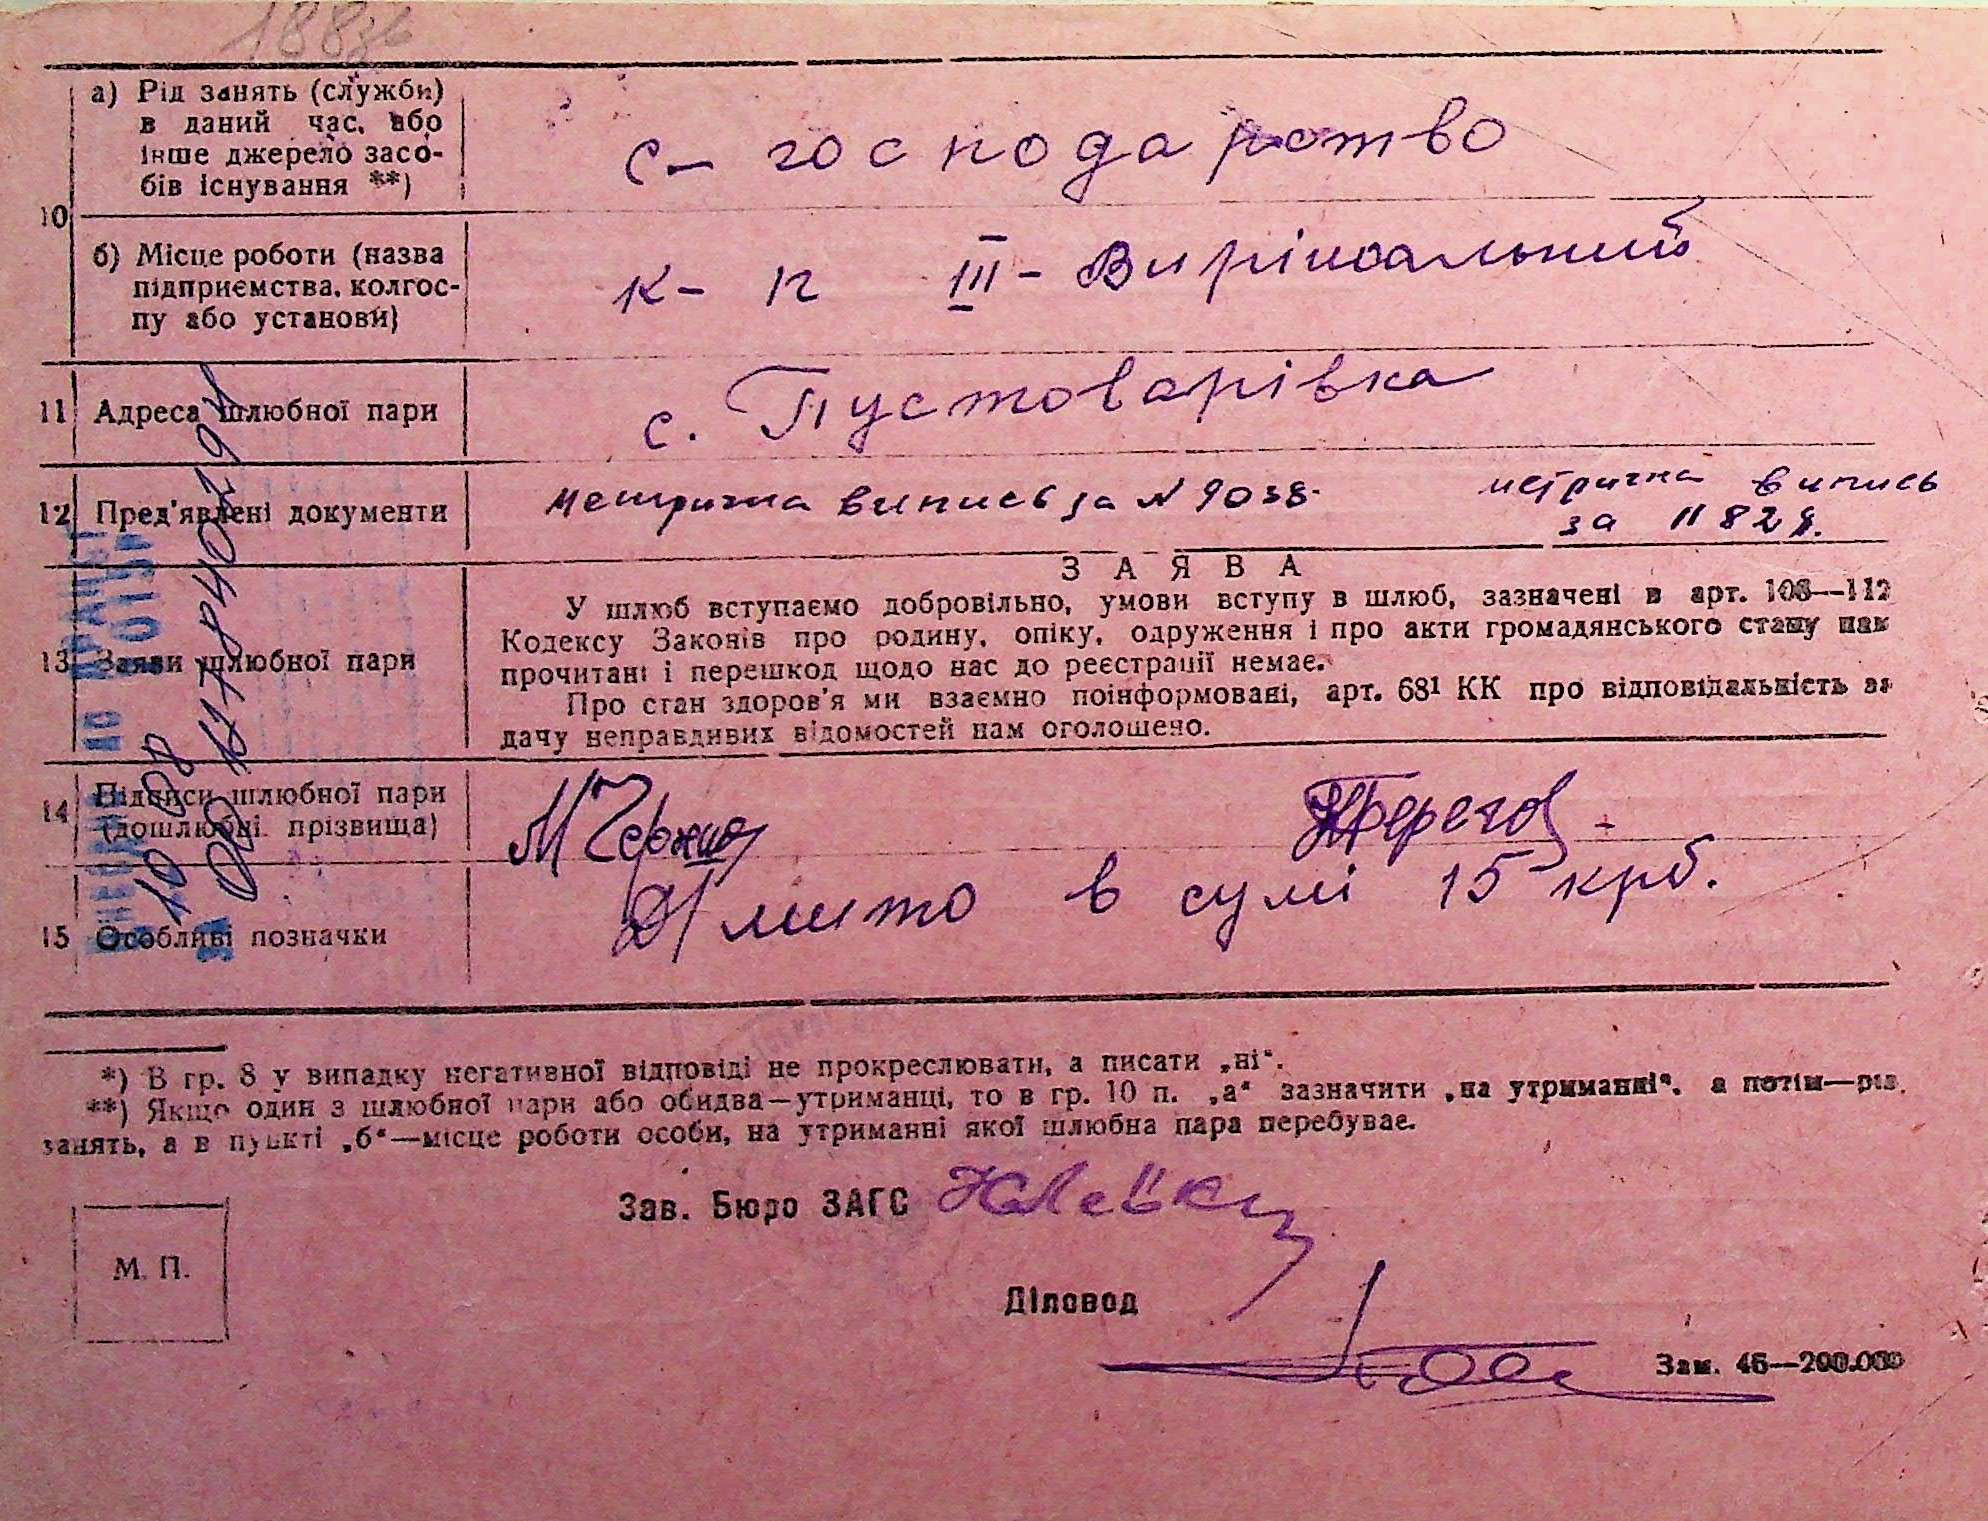 188зв
а) Рід занять (служби)
в даний час, або
інше джерело засо-
бів існування **)
с- господарство
10
б) Місце роботи (назва
підприємства, колгос-
пу або установи)
к- п III-
11 Адреса шлюбної пари
с. Пустоварівка
12 Пред'явлені документи
метрична випись за N 9038
метрична випись
за 11828.
13 Заяви шлюбної пари
ЗАЯВА
У шлюб вступаємо добровільно, умови вступу в шлюб, зазначені в арт. 108—112
Кодексу Законів про родину, опіку, одруження і про акти громадянського стану нам
прочитані і перешкод щодо нас до реєстрації немає.
Про стан здоров'я ми взаємно поінформовані, арт. 68¹ КК про відповідальність за
дачу неправдивих відомостей нам оголошено.
14 Підписи шлюбної пари
(дошлюбні прізвища)
15 Особливі позначки
мито в сумі 15 крб.
*) В гр. 8 у випадку негативної відповіді не прокреслювати, а писати „ні“.
**) Якщо один з шлюбної пари або обидва—утриманці, то в гр. 10 п. „а“ зазначити „на утриманні“, а потім—рід
занять, а в пункті „б“—місце роботи особи, на утриманні якої шлюбна пара перебуває.
Зав. Бюро ЗАГС
М. П.
Діловод
Зам. 46—200.000